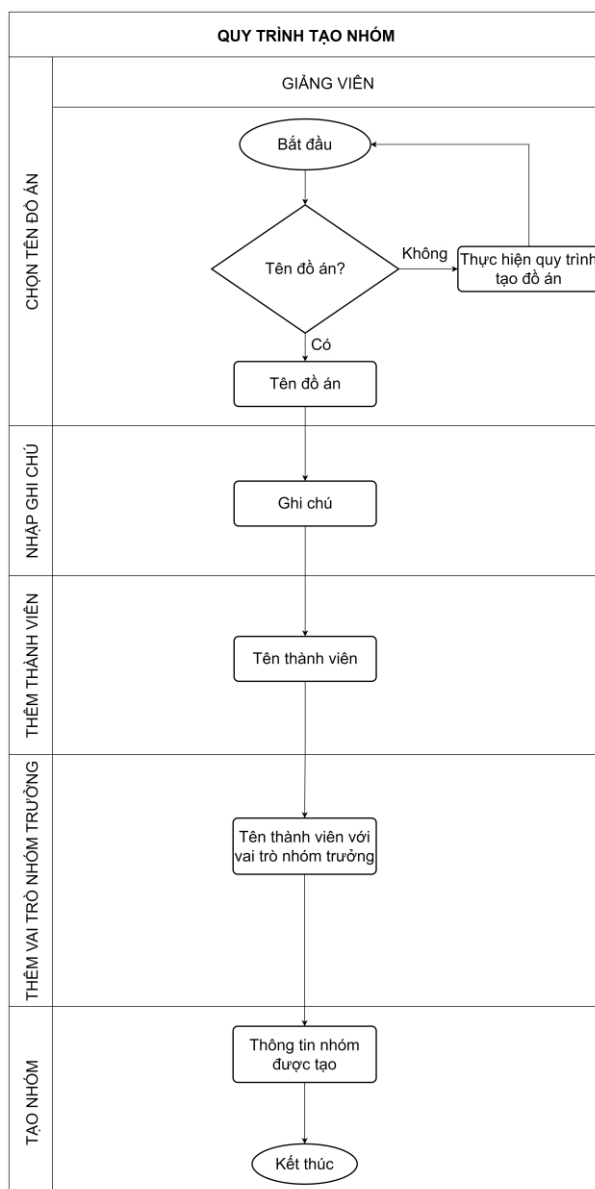 QUY TRÌNH TẠO NHÓM
GIẢNG VIÊN
CHỌN TÊN ĐỒ ÁN
Bắt đầu
Tên đồ án?
Không
Thực hiện quy trình
tạo đồ án
Có
Tên đồ án
NHẬP GHI CHÚ
Ghi chú
THÊM THÀNH VIÊN
Tên thành viên
THÊM VAI TRÒ NHÓM TRƯỞNG
Tên thành viên với
vai trò nhóm trưởng
TẠO NHÓM
Thông tin nhóm
được tạo
Kết thúc